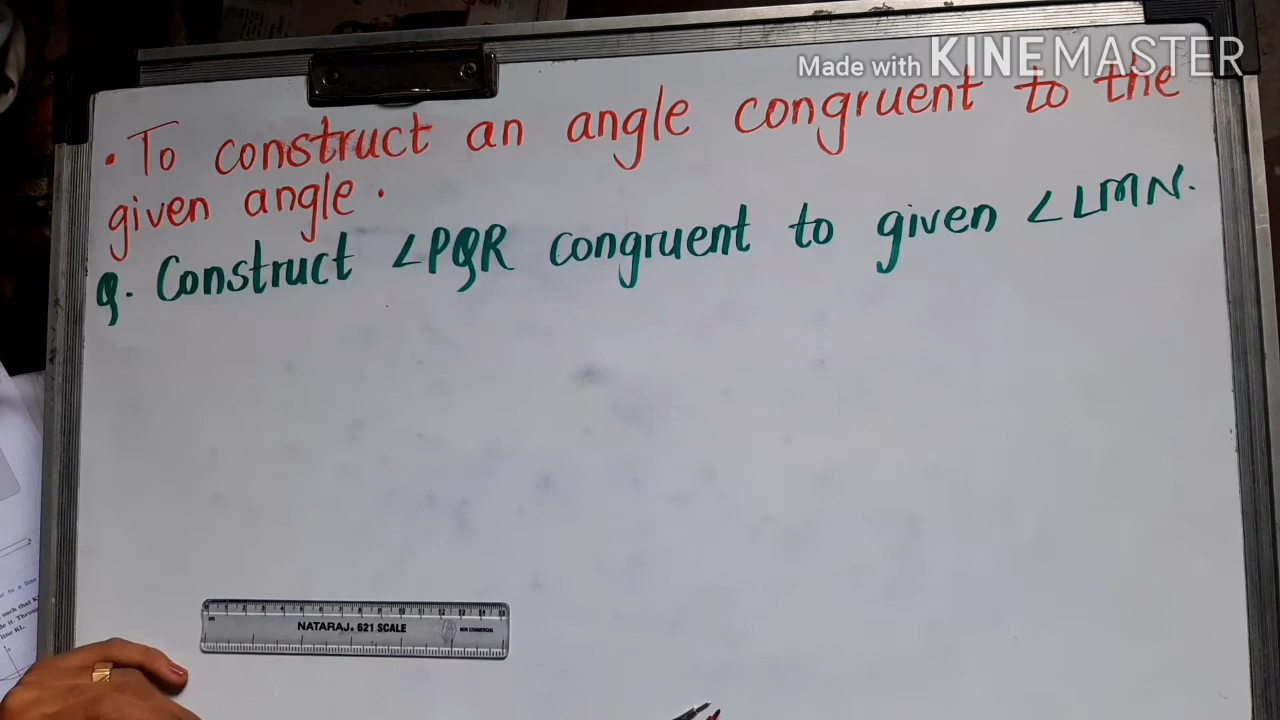 Made with KINEMASTER
• To construct an angle congruent to the
given angle.
Q. Construct ∠PQR congruent to given ∠LMN.
NATARAJ. 621 SCALE